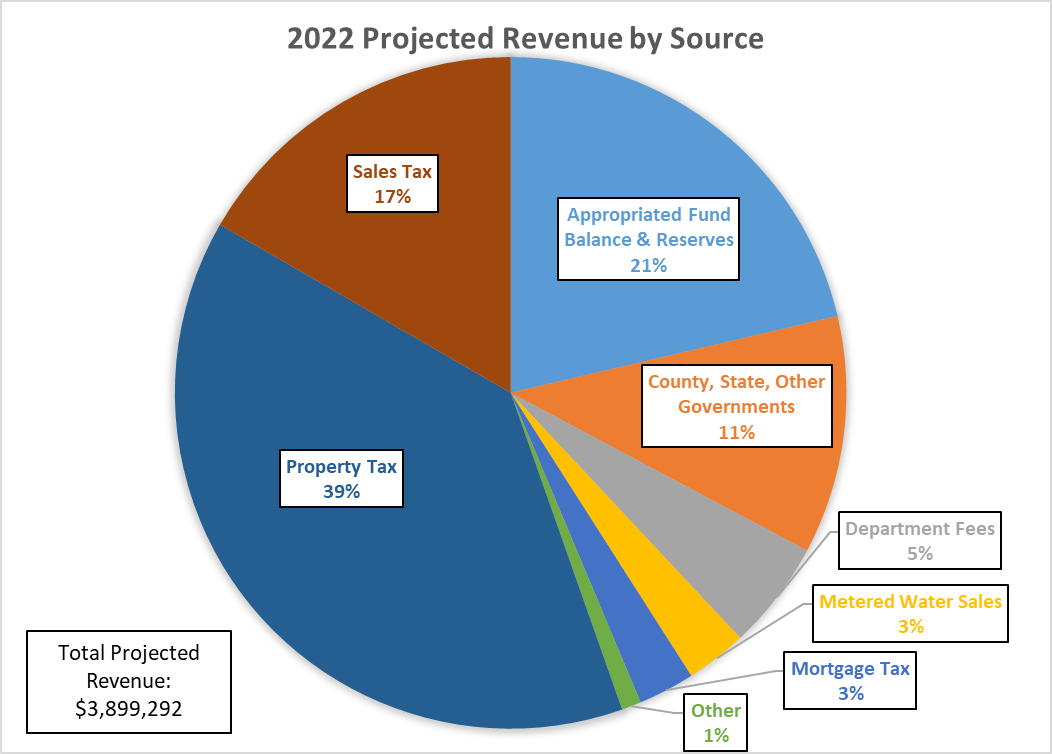 2022 Projected Revenue by Source
Sales Tax
17%
Appropriated Fund
Balance & Reserves
21%
County, State, Other
Governments
11%
Property Tax
39%
Department Fees
5%
Metered Water Sales
3%
Mortgage Tax
3%
Other
1%
Total Projected
Revenue:
$3,899,292